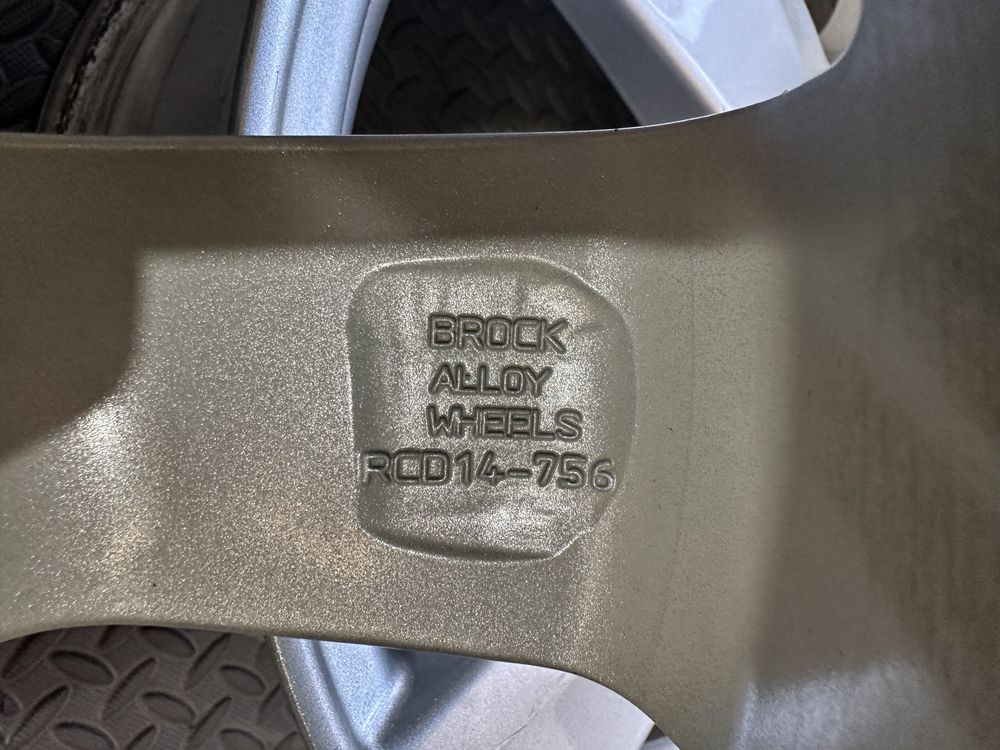 BROCK
ALLOY
WHEELS
RCD14-756